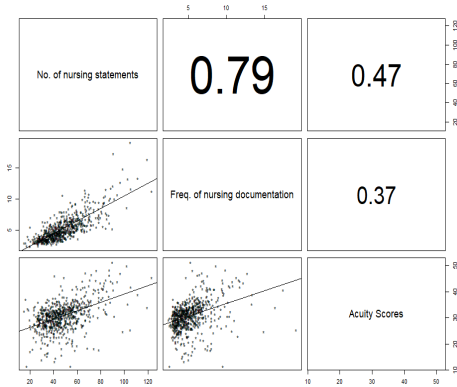 5 10 15
No. of nursing statements
0.79
0.47
20 40 60 80 100 120
5 10 15
Freq. of nursing documentation
0.37
Acuity Scores
10 20 30 40 50
20 40 60 80 100 120
10 20 30 40 50